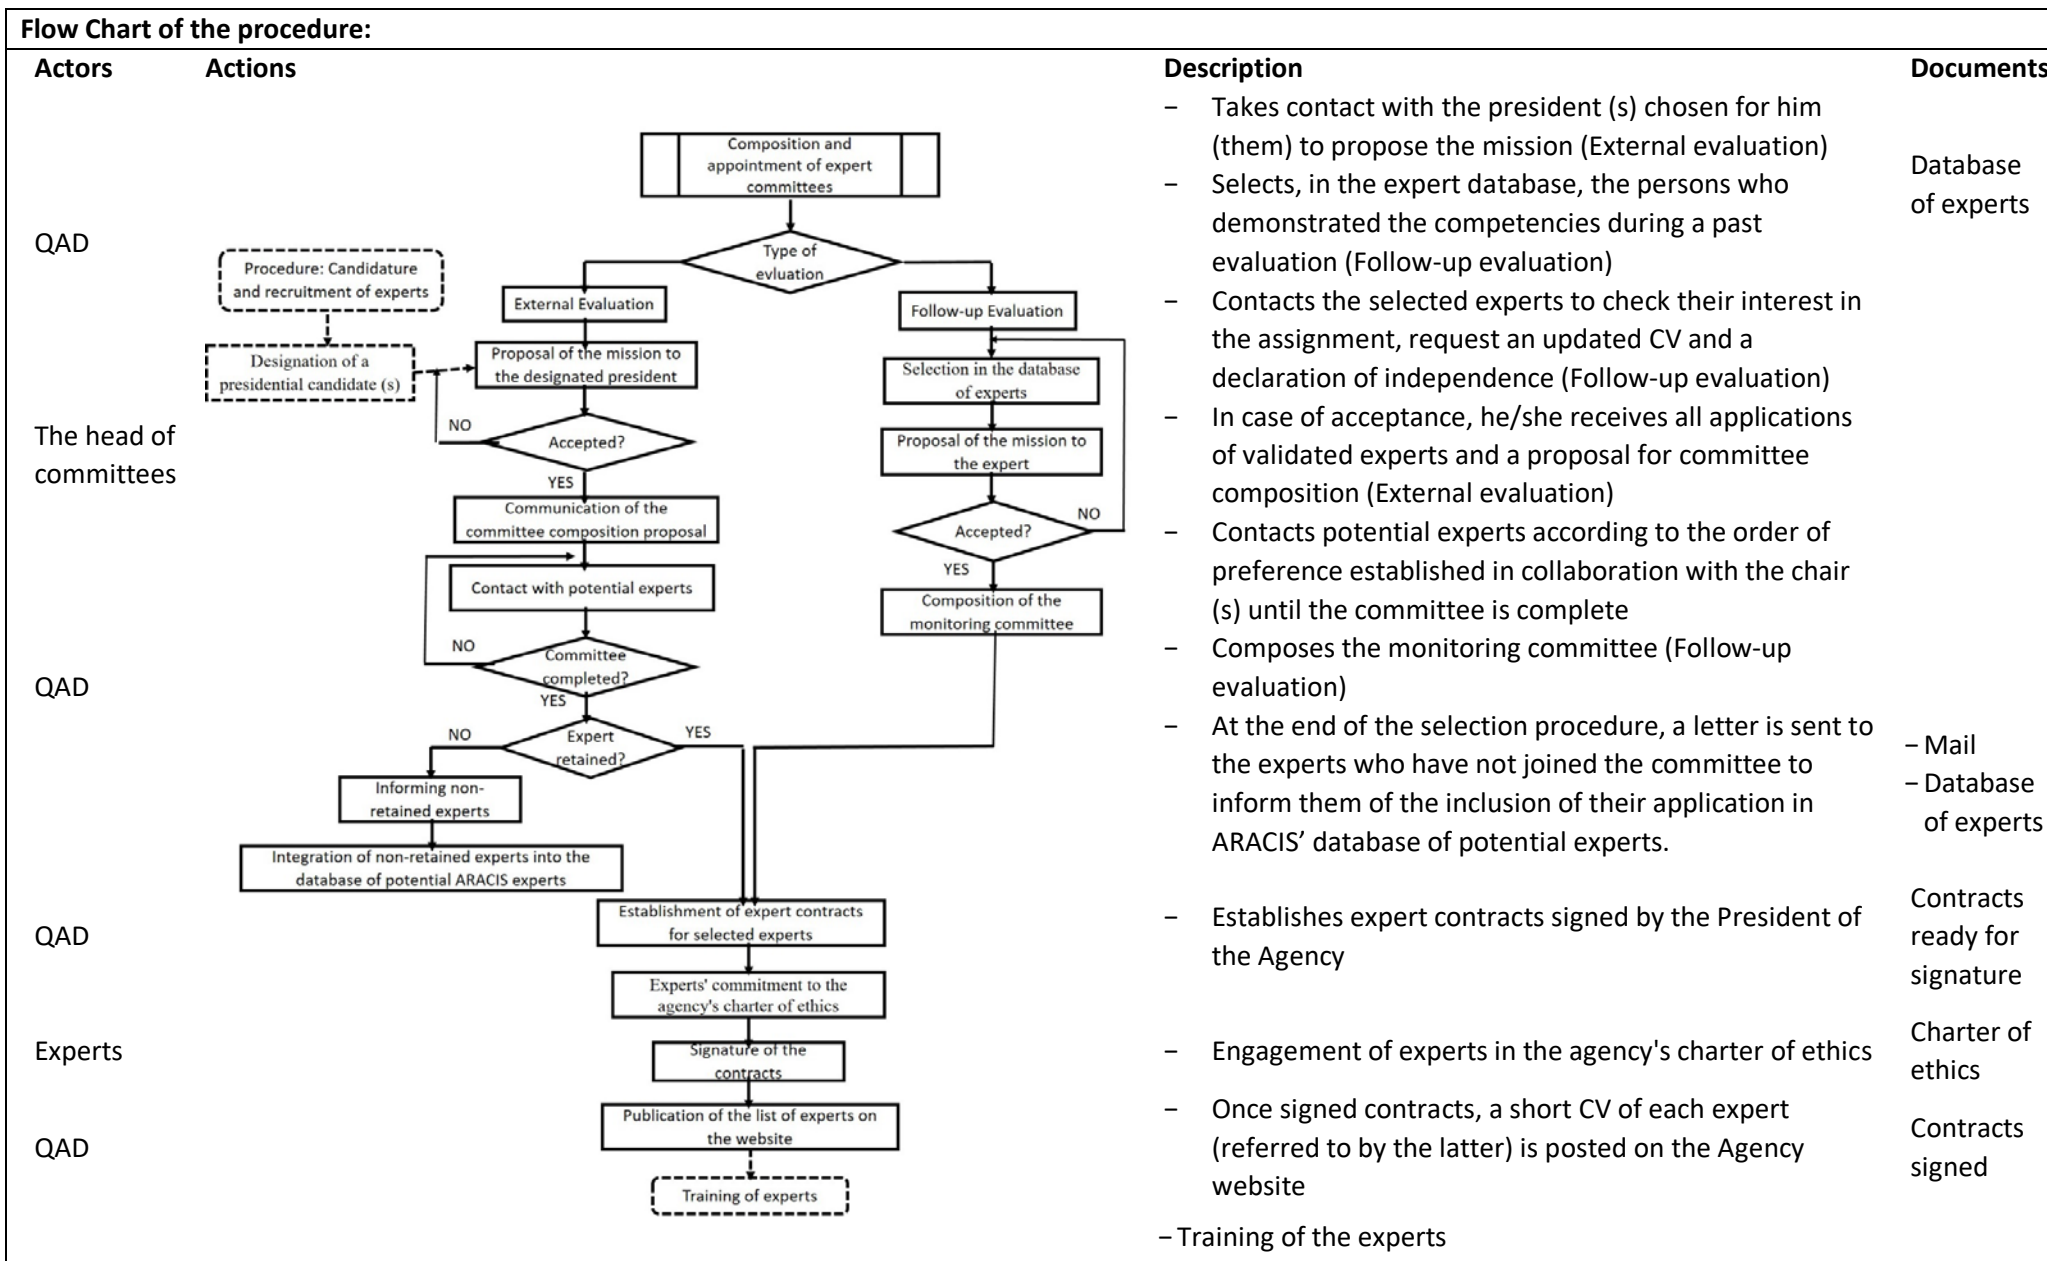 Flow Chart of the procedure:
Actors
Actions
Description
Documents
QAD
The head of
committees
QAD
QAD
Experts
QAD
Composition and
appointment of expert
committees
Type of
evluation
Procedure: Candidature
and recruitment of experts
Designation of a
presidential candidate (s)
External Evaluation
Proposal of the mission to
the designated president
NO
Accepted?
YES
Communication of the
committee composition proposal
Contact with potential experts
NO
Committee
completed?
YES
NO
Expert
retained?
YES
Informing non-
retained experts
Integration of non-retained experts into the
database of potential ARACIS experts
Follow-up Evaluation
Selection in the database
of experts
Proposal of the mission to
the expert
NO
Accepted?
YES
Composition of the
monitoring committee
Establishment of expert contracts
for selected experts
Experts' commitment to the
agency's charter of ethics
Signature of the
contracts
Publication of the list of experts on
the website
Training of experts
− Takes contact with the president (s) chosen for him
(them) to propose the mission (External evaluation)
− Selects, in the expert database, the persons who
demonstrated the competencies during a past
evaluation (Follow-up evaluation)
− Contacts the selected experts to check their interest in
the assignment, request an updated CV and a
declaration of independence (Follow-up evaluation)
− In case of acceptance, he/she receives all applications
of validated experts and a proposal for committee
composition (External evaluation)
− Contacts potential experts according to the order of
preference established in collaboration with the chair
(s) until the committee is complete
− Composes the monitoring committee (Follow-up
evaluation)
− At the end of the selection procedure, a letter is sent to
the experts who have not joined the committee to
inform them of the inclusion of their application in
ARACIS’ database of potential experts.
− Establishes expert contracts signed by the President of
the Agency
− Engagement of experts in the agency's charter of ethics
− Once signed contracts, a short CV of each expert
(referred to by the latter) is posted on the Agency
website
− Training of the experts
Database
of experts
− Mail
− Database
of experts
Contracts
ready for
signature
Charter of
ethics
Contracts
signed